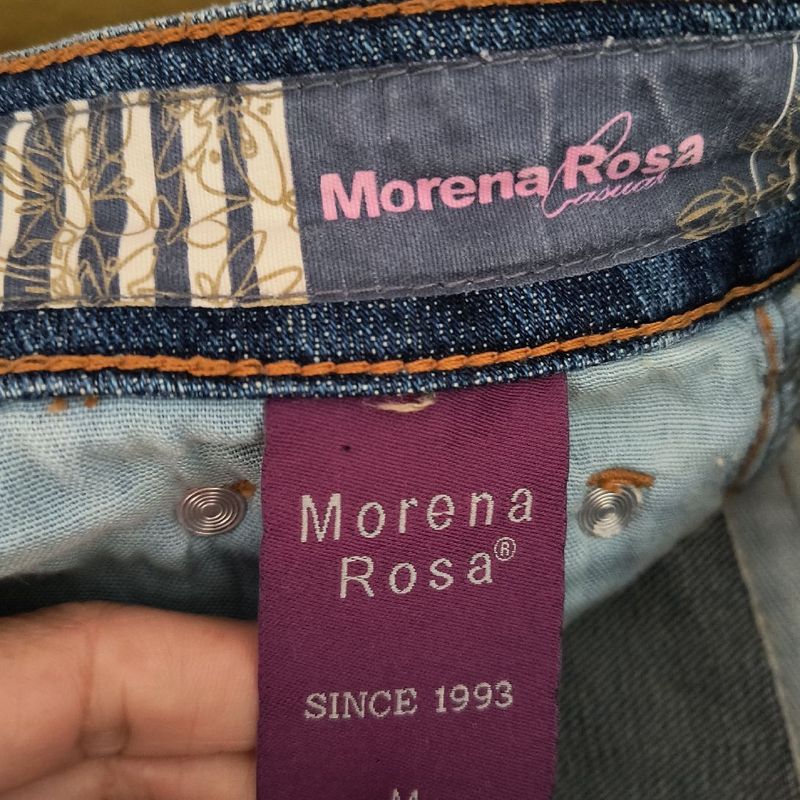 Morena Rosa
Casual
Morena
Rosa®
SINCE 1993
M